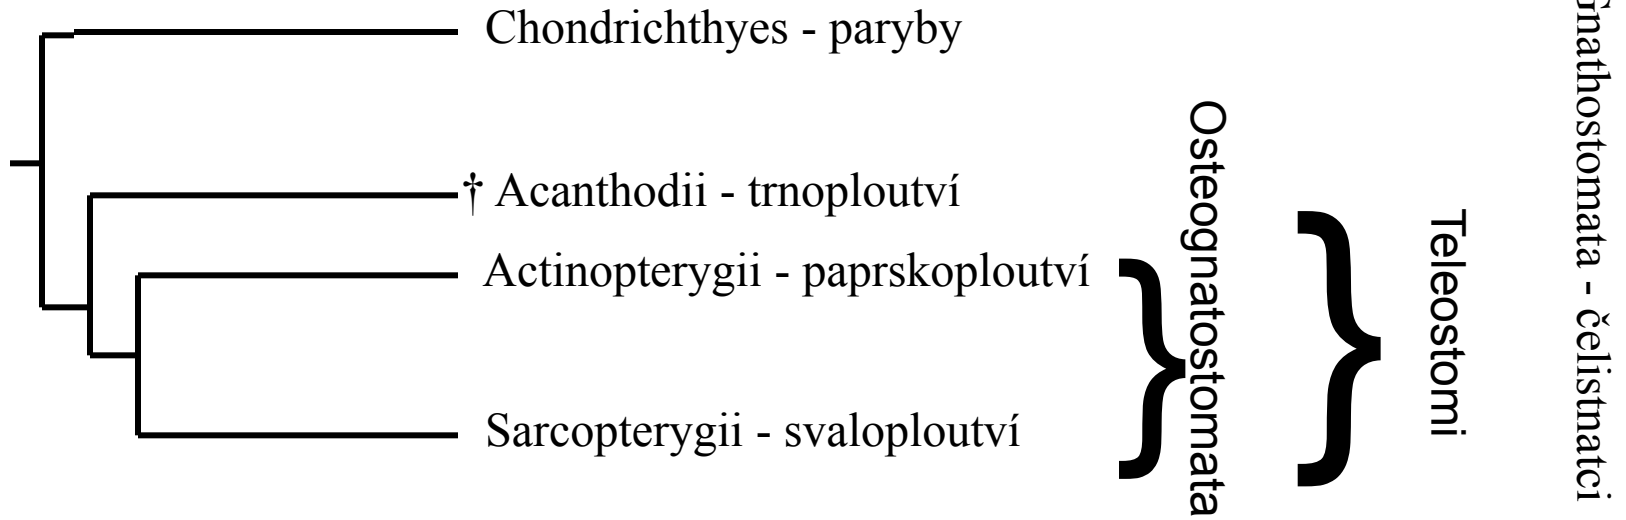 Chondrichthyes - paryby
† Acanthodii - trnoploutví
Actinopterygii - paprskoploutví
Sarcopterygii - svaloploutví
Osteognatostomata
Teleostomi
Gnathostomata - čelistnatci